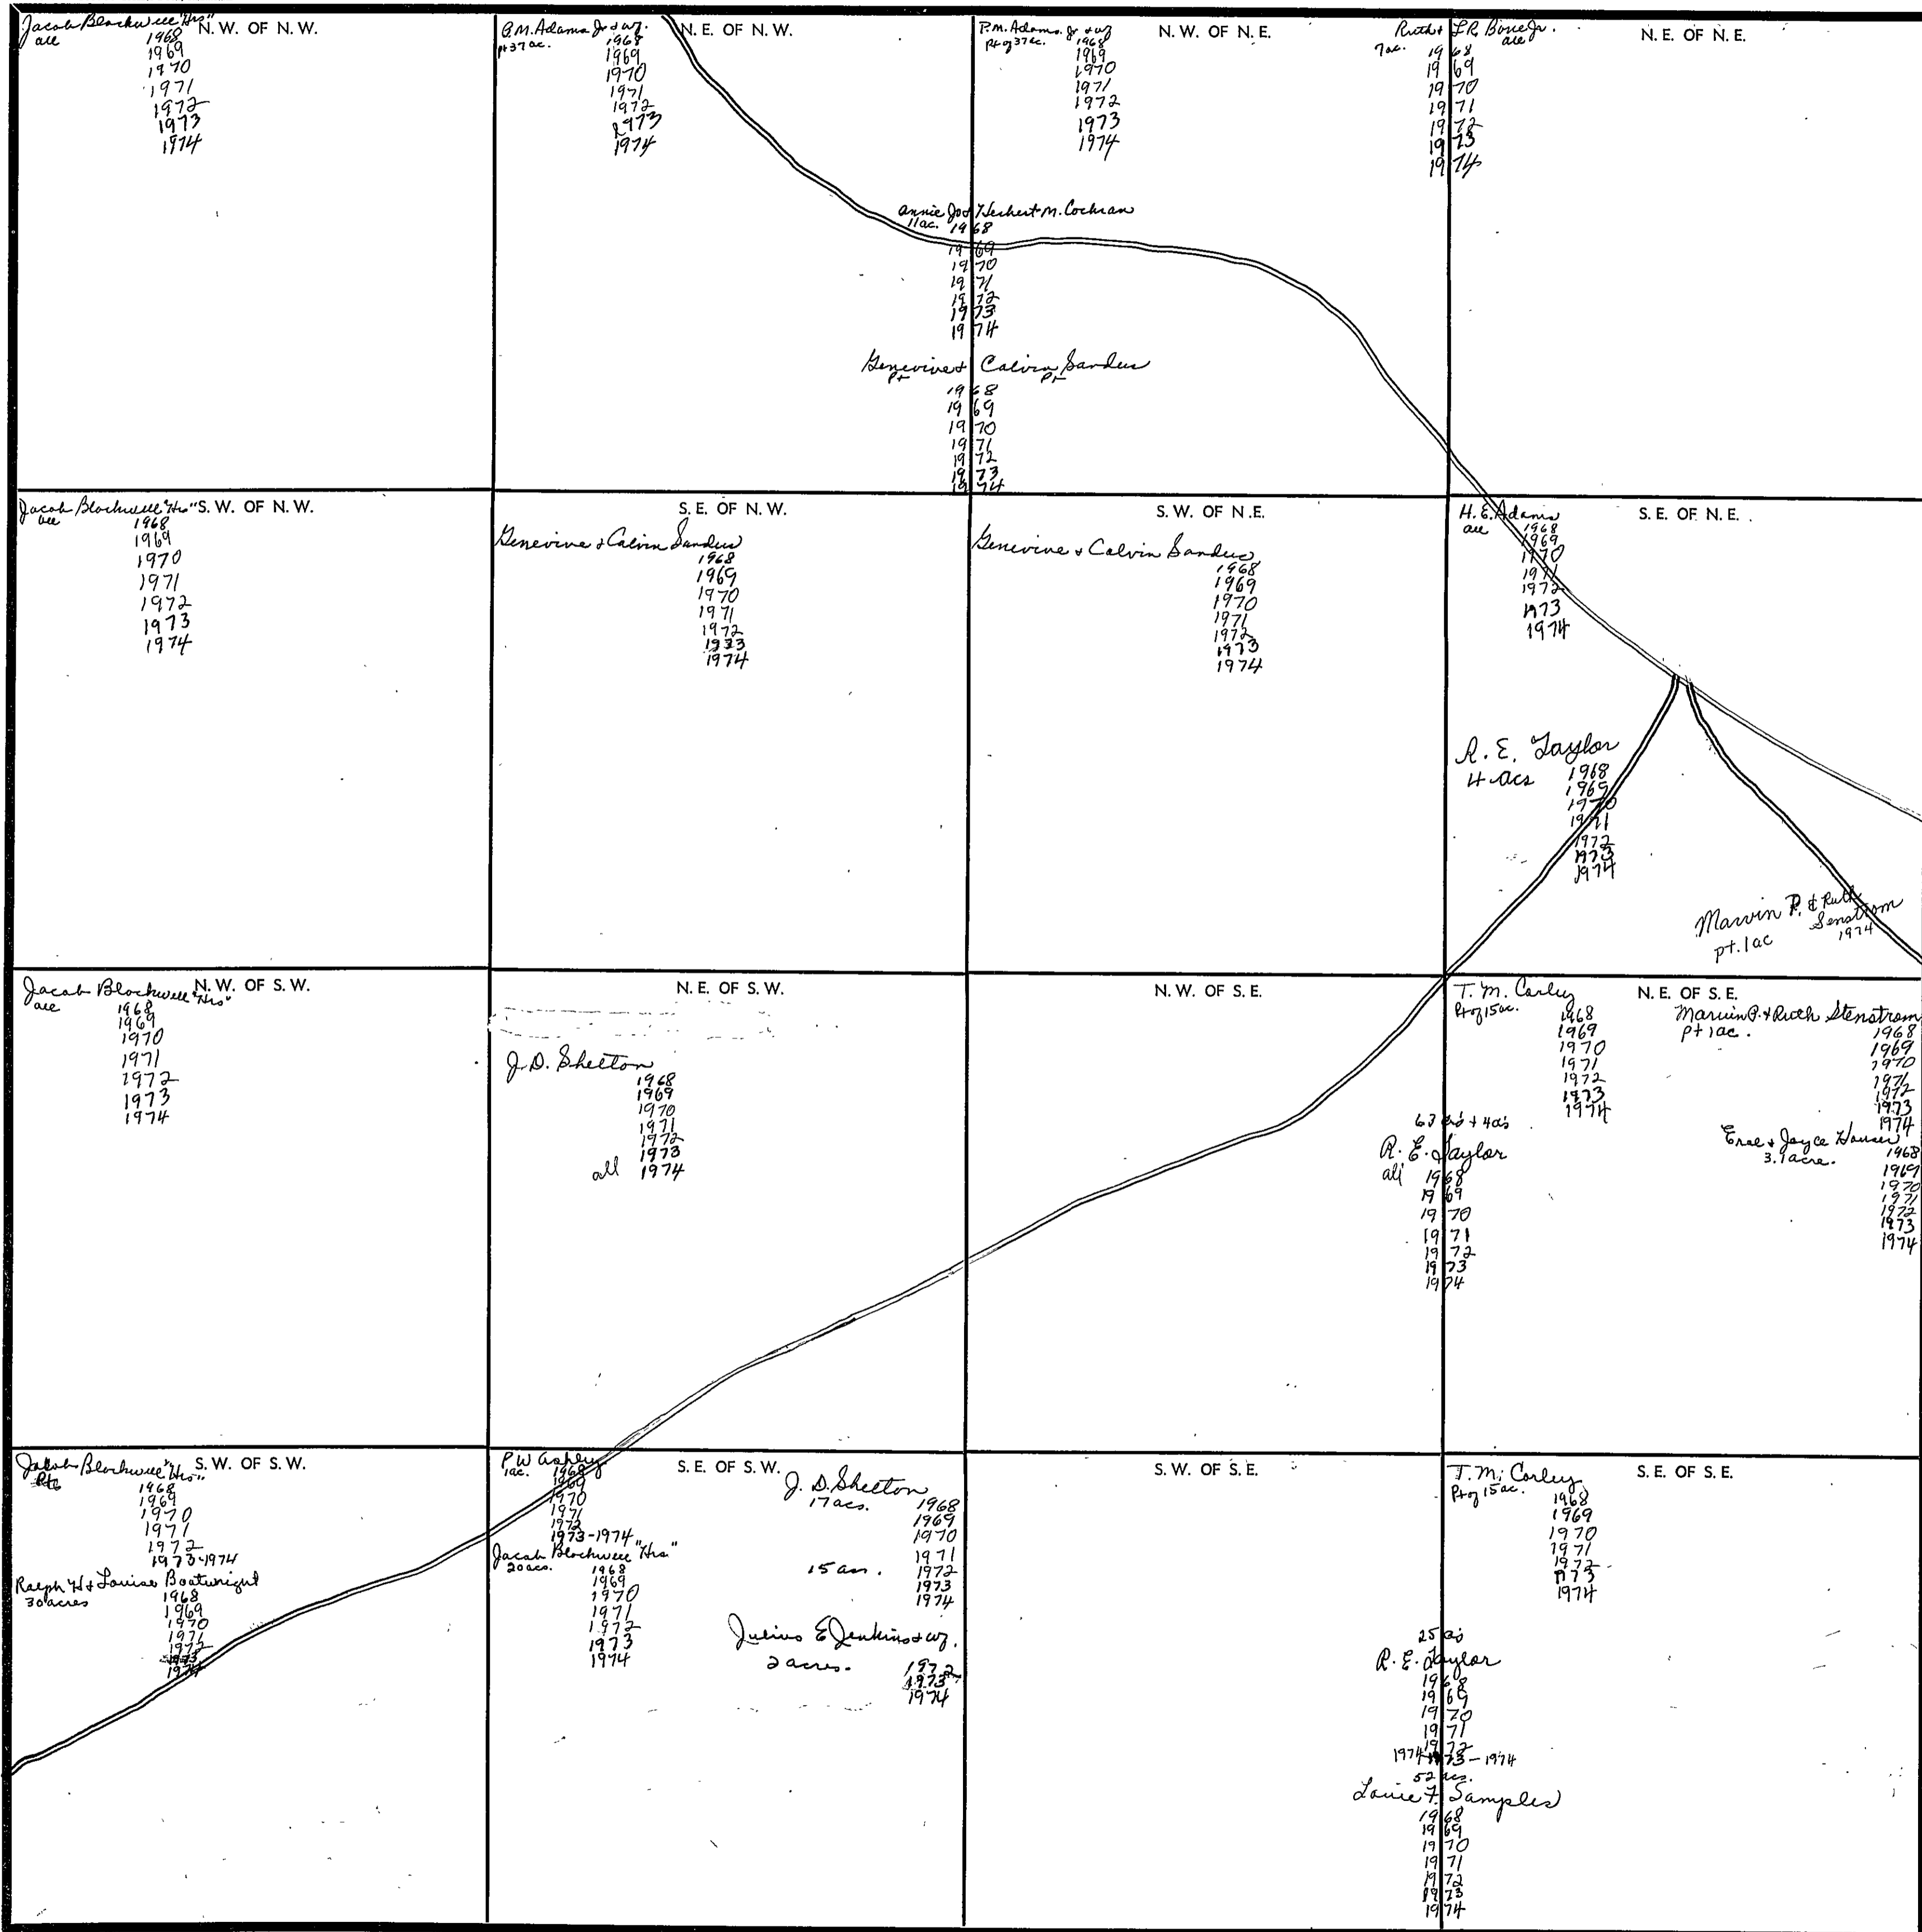 Jacob Blackwell "Hrs" N.W. OF N.W.
all
1968
1969
1970
1971
1972
1973
1974
P.M. Adams Jr & wf. N.E. OF N.W.
pt 37 ac.
1968
1969
1970
1971
1972
1973
1974
P.M. Adams Jr & wf N.W. OF N.E.
Pt of 37 ac.
1968
1969
1970
1971
1972
1973
1974
Ruth & L.R. Bone Jr. N.E. OF N.E.
7 ac. all
1968
1969
1970
1971
1972
1973
1974
Annie Jo & Herbert M. Cochran
11 ac. 1968
1969
1970
1971
1972
1973
1974
Genevive & Calvin Sanders
Pt Pt
1968
1969
1970
1971
1972
1973
1974
Jacob Blackwell "Hrs" S.W. OF N.W.
all
1968
1969
1970
1971
1972
1973
1974
S.E. OF N.W.
Genevive & Calvin Sanders
1968
1969
1970
1971
1972
1973
1974
S.W. OF N.E.
Genevive & Calvin Sanders
1968
1969
1970
1971
1972
1973
1974
H.E. Adams S.E. OF N.E.
all
1968
1969
1970
1971
1972
1973
1974
R.E. Taylor
4 Acs 1968
1969
1970
1971
1972
1973
1974
Marvin P. & Ruth
Senstrom
pt. 1 ac 1974
Jacob Blackwell "Hrs" N.W. OF S.W.
all
1968
1969
1970
1971
1972
1973
1974
N.E. OF S.W.
J.D. Shelton
1968
1969
1970
1971
1972
1973
all 1974
N.W. OF S.E.
T.M. Corley N.E. OF S.E.
Pt of 15 ac.
1968
1969
1970
1971
1972
1973
1974
Marvin P. & Ruth Stenstrom
pt 1 ac.
1968
1969
1970
1971
1972
1973
1974
& Joyce
3.1 acre.
1968
1969
1970
1971
1972
1973
1974
63 a's + 4 a's
R.E. Taylor
all 1968
1969
1970
1971
1972
1973
1974
Jacob Blackwell "Hrs" S.W. OF S.W.
1968
1969
1970
1971
1972
1973-1974
Ralph H & Louise Boatwright
30 acres
1968
1969
1970
1971
1972
1973
1974
P W Ashley S.E. OF S.W.
1 ac. 1968
1969
1970
1971
1972
1973-1974
Jacob Blackwell "Hrs"
20 acs.
1968
1969
1970
1971
1972
1973
1974
J.D. Shelton
17 acs. 1968
1969
1970
1971
15 acs. 1972
1973
1974
Julius E Jenkins & wf.
2 acres. 1972
1973
1974
S.W. OF S.E.
T.M. Corley S.E. OF S.E.
Pt of 15 ac.
1968
1969
1970
1971
1972
1973
1974
25 a's
R.E. Taylor
1968
1969
1970
1971
1972
1974 1973-1974
52 acs.
Louie F. Samples
1968
1969
1970
1971
1972
1973
1974